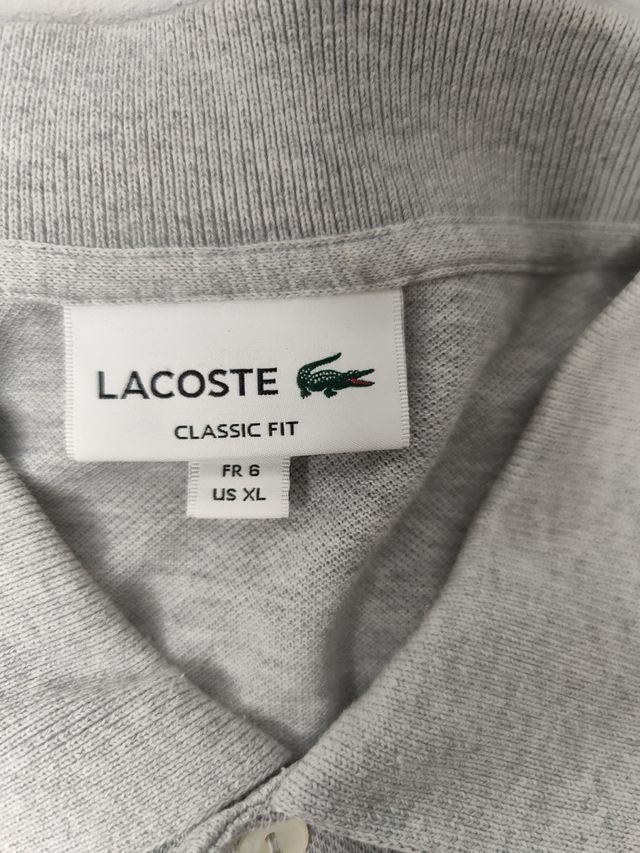 LACOSTE
CLASSIC FIT
FR 6
US XL